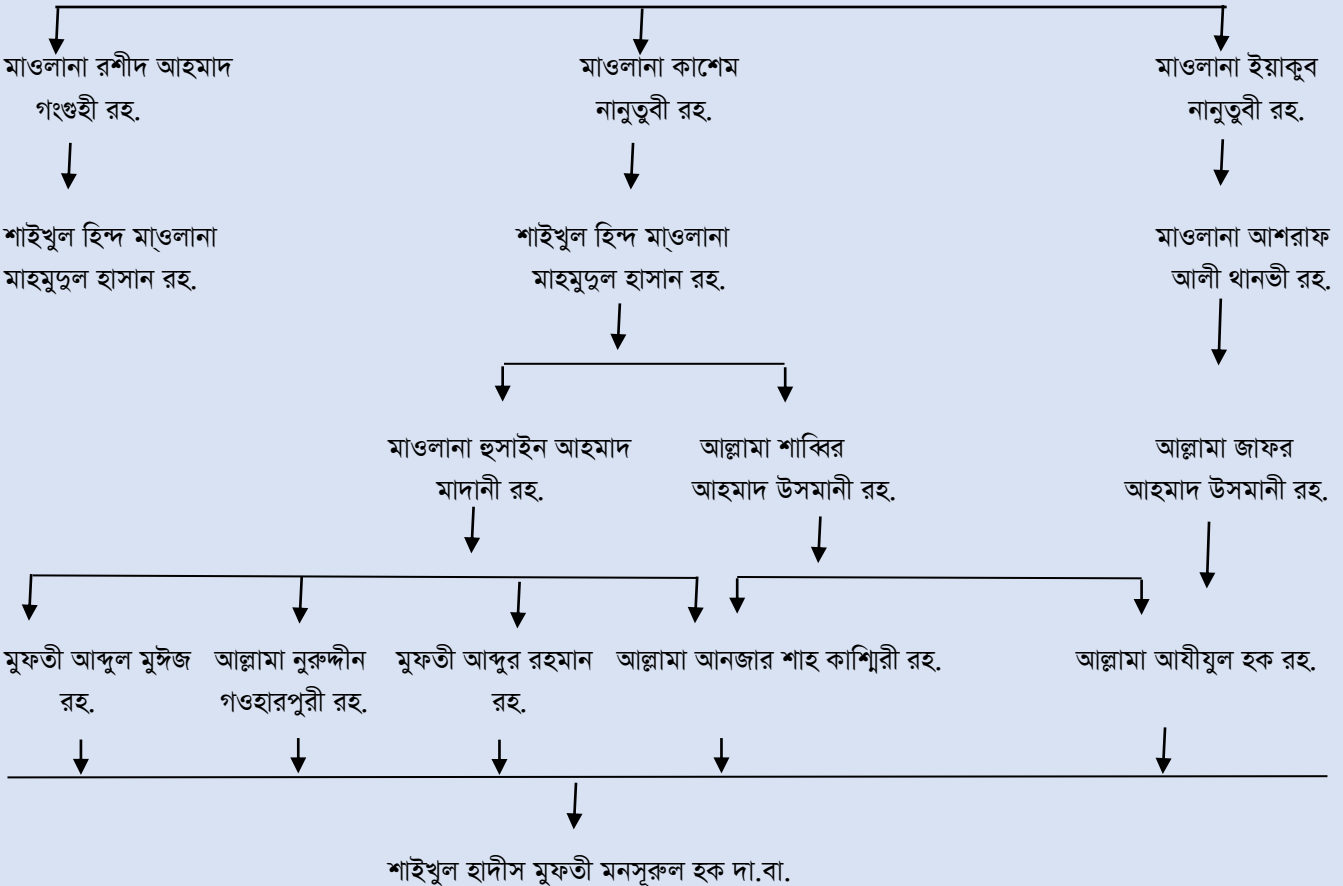 মাওলানা রশীদ আহমাদ
গংগুহী রহ.
মাওলানা কাশেম
নানুতুবী রহ.
মাওলানা ইয়াকুব
নানুতুবী রহ.
শাইখুল হিন্দ মা্ওলানা
মাহমুদুল হাসান রহ.
শাইখুল হিন্দ মা্ওলানা
মাহমুদুল হাসান রহ.
মাওলানা আশরাফ
আলী থানভী রহ.
মাওলানা হুসাইন আহমাদ
মাদানী রহ.
আল্লামা শাব্বির
আহমাদ উসমানী রহ.
আল্লামা জাফর
আহমাদ উসমানী রহ.
মুফতী আব্দুল মুঈজ
রহ.
আল্লামা নুরুদ্দীন
গওহারপুরী রহ.
মুফতী আব্দুর রহমান
রহ.
আল্লামা আনজার শাহ কাশ্মিরী রহ.
আল্লামা আযীযুল হক রহ.
শাইখুল হাদীস মুফতী মনসূরুল হক দা.বা.